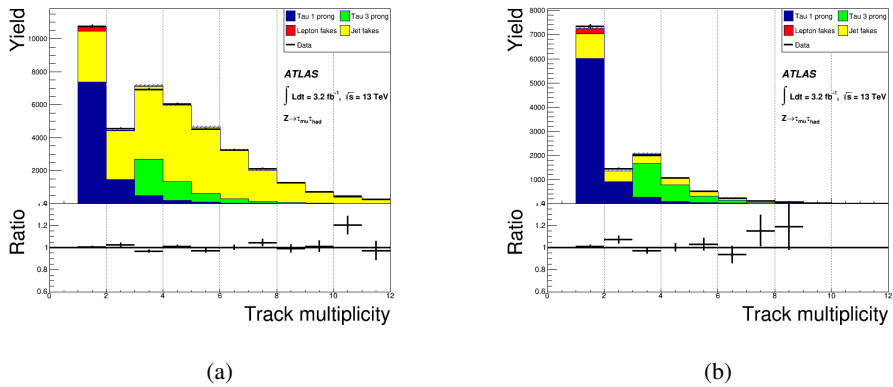 Yield
10000
8000
6000
4000
2000
Tau 1 prong
Tau 3 prong
Lepton fakes
Jet fakes
Data
ATLAS
∫ Ldt = 3.2 fb⁻¹, √s = 13 TeV
Z→τmuτhad
Ratio
1.2
1
0.8
0.6
0 2 4 6 8 10 12
Track multiplicity
(a)
Yield
8000
7000
6000
5000
4000
3000
2000
1000
Tau 1 prong
Tau 3 prong
Lepton fakes
Jet fakes
Data
ATLAS
∫ Ldt = 3.2 fb⁻¹, √s = 13 TeV
Z→τmuτhad
Ratio
1.2
1
0.8
0.6
0 2 4 6 8 10 12
Track multiplicity
(b)